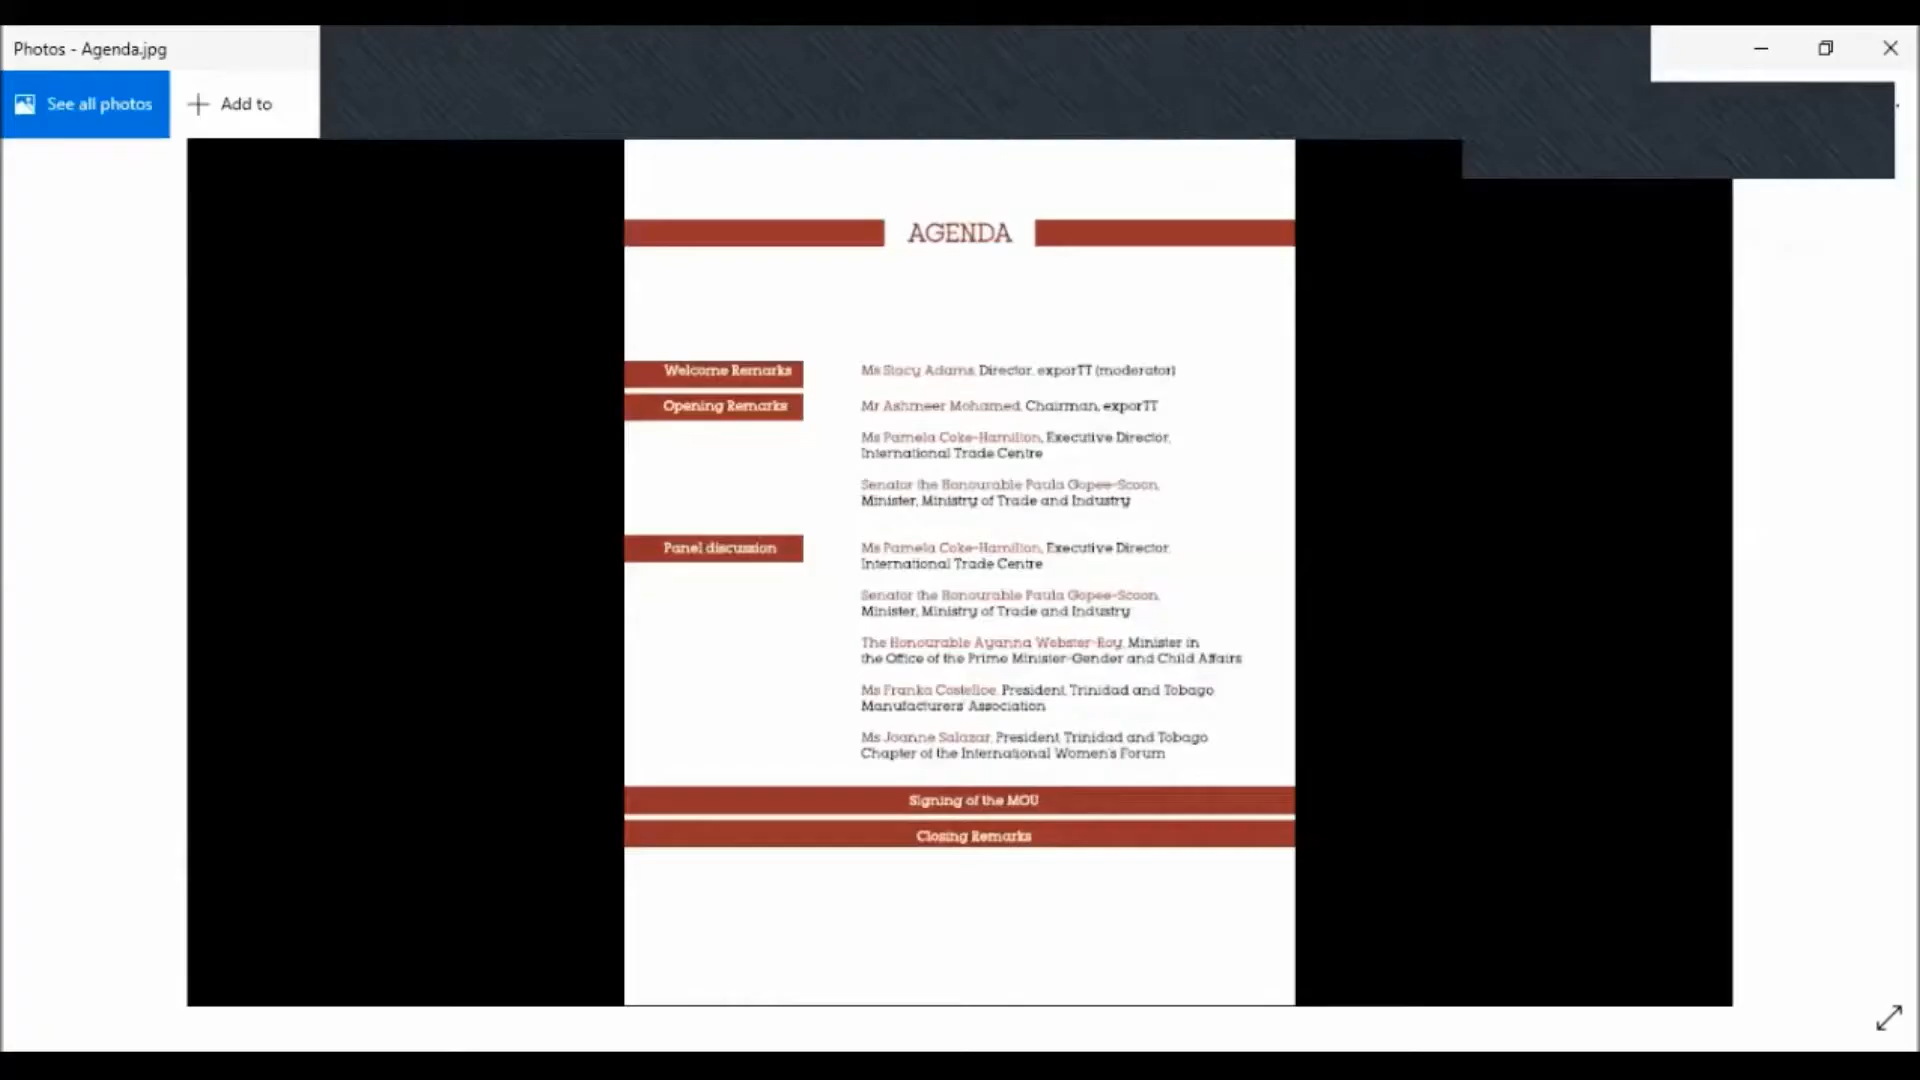 Photos - Agenda.jpg
See all photos
Add to
AGENDA
Welcome Remarks
Ms Stacy Adams, Director, exporTT (moderator)
Opening Remarks
Mr Ashmeer Mohamed, Chairman, exporTT
Ms Pamela Coke-Hamilton, Executive Director,
International Trade Centre
Senator the Honourable Paula Gopee-Scoon,
Minister, Ministry of Trade and Industry
Panel discussion
Ms Pamela Coke-Hamilton, Executive Director,
International Trade Centre
Senator the Honourable Paula Gopee-Scoon,
Minister, Ministry of Trade and Industry
The Honourable Ayanna Webster-Roy, Minister in
the Office of the Prime Minister-Gender and Child Affairs
Ms Franka Costelloe, President, Trinidad and Tobago
Manufacturers' Association
Ms Joanne Salazar, President, Trinidad and Tobago
Chapter of the International Women's Forum
Signing of the MOU
Closing Remarks